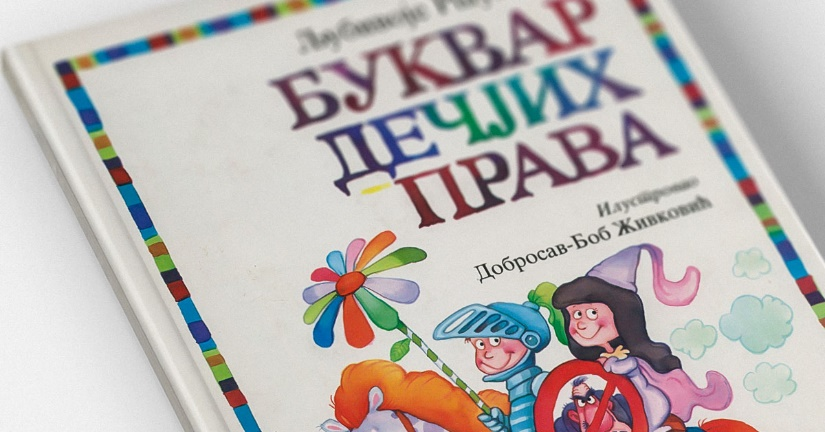 Љубивоје
БУКВАР
ДЕЧЈИХ
ПРАВА
Илустровао
Добросав-Боб Живковић